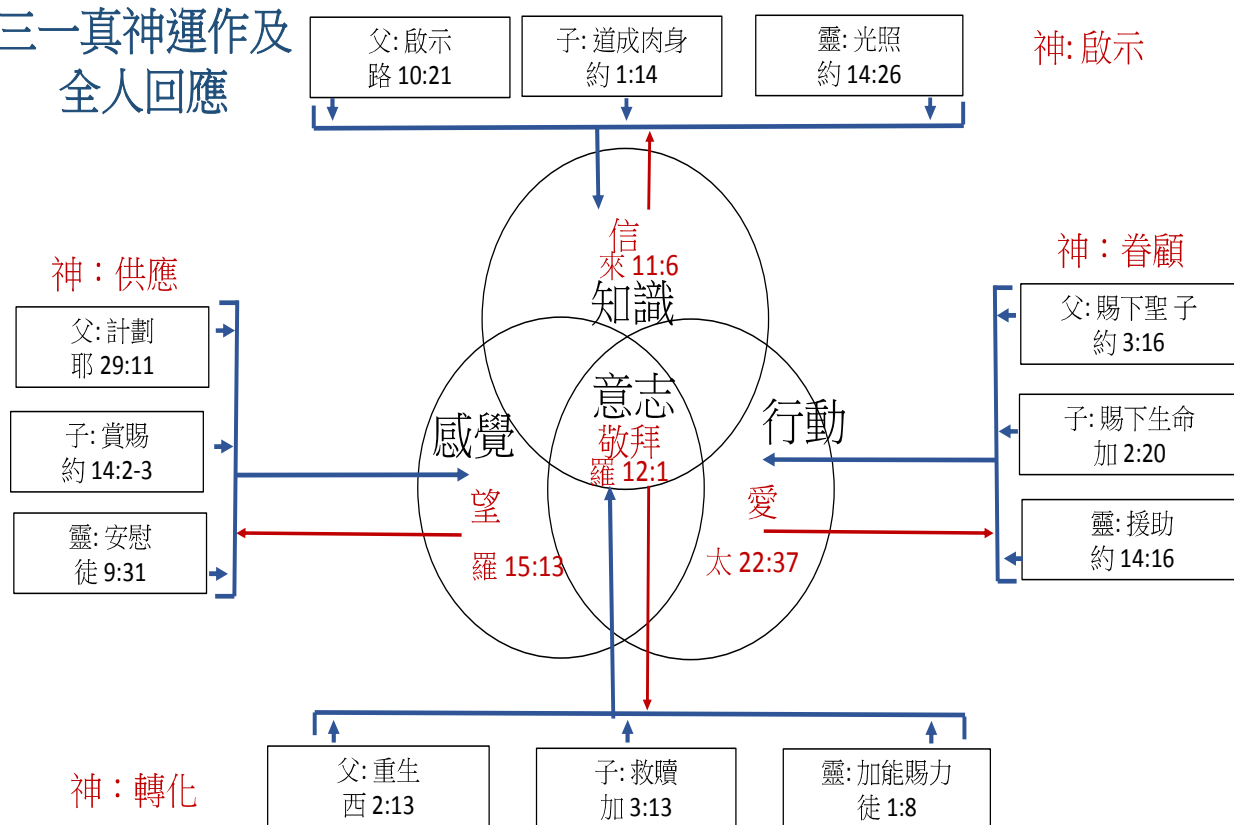 三一真神運作及
全人回應
父: 啟示
路 10:21
子: 道成肉身
約 1:14
靈: 光照
約 14:26
神: 啟示
信
來 11:6
知識
神：供應
父: 計劃
耶 29:11
子: 賞賜
約 14:2-3
靈: 安慰
徒 9:31
感覺
望
羅 15:13
意志
敬拜
羅 12:1
行動
愛
太 22:37
神：眷顧
父: 賜下聖 子
約 3:16
子: 賜下生命
加 2:20
靈: 援助
約 14:16
神：轉化
父: 重生
西 2:13
子: 救贖
加 3:13
靈: 加能賜力
徒 1:8